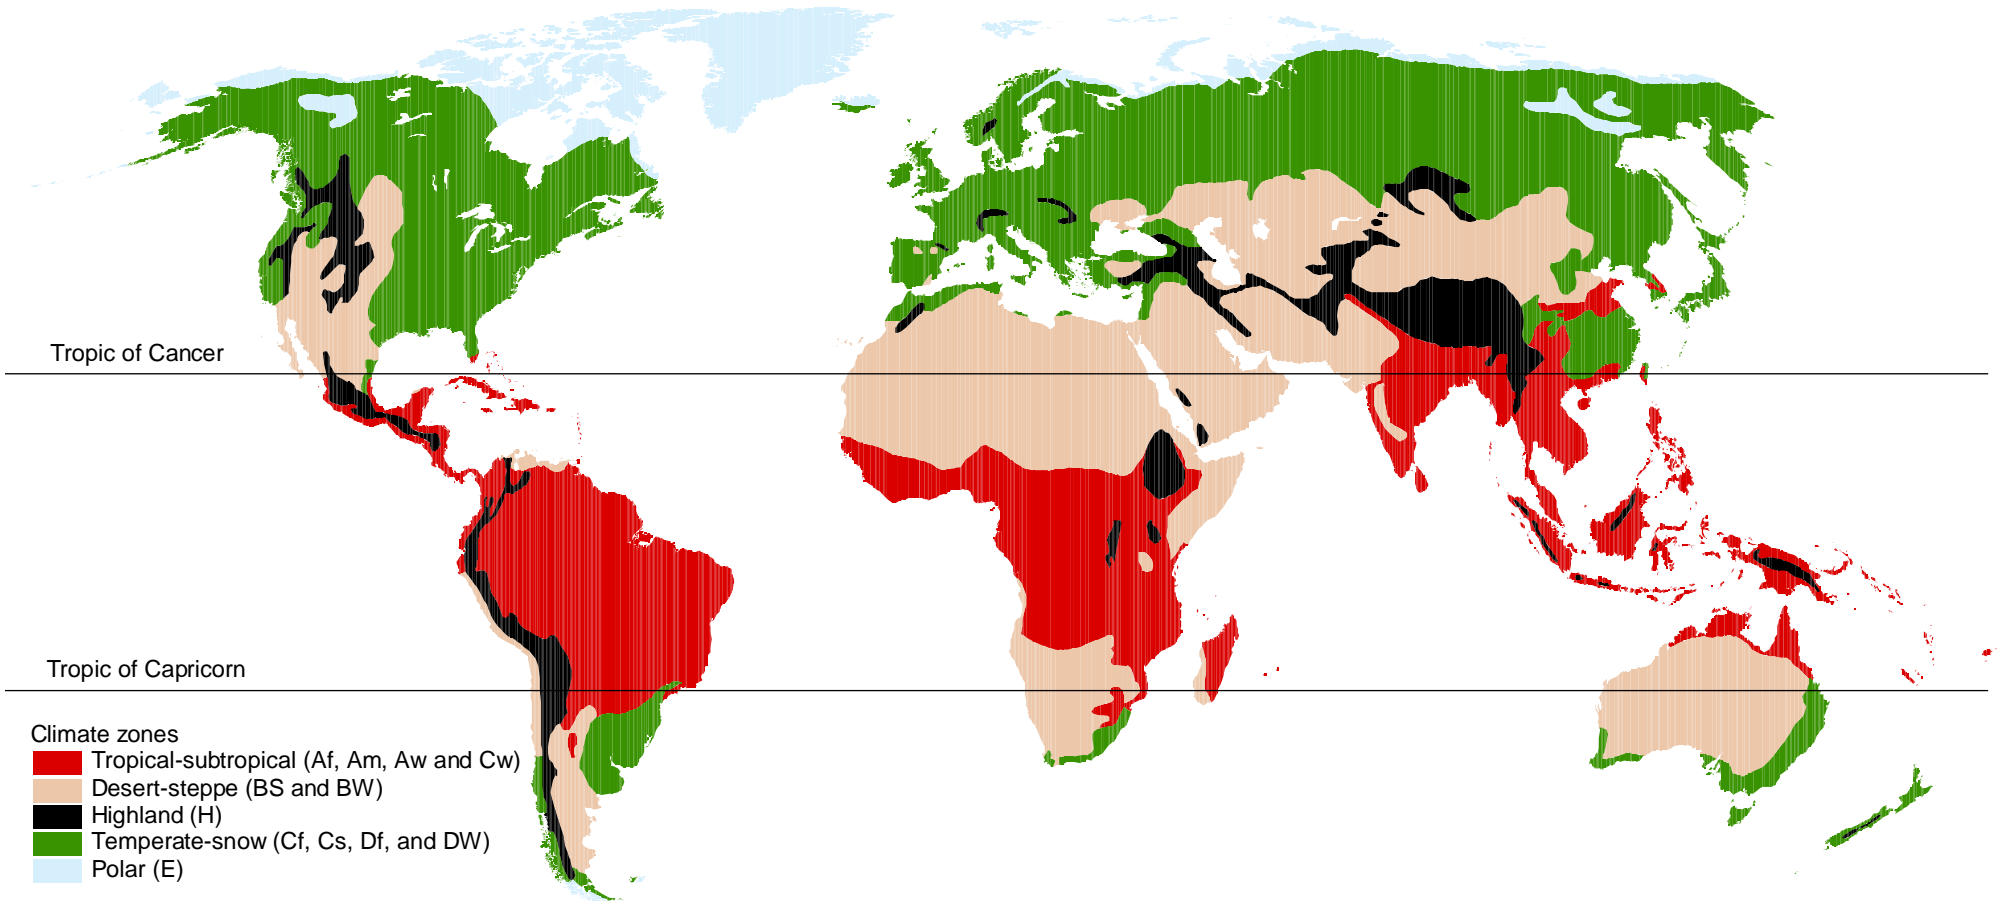 Tropic of Cancer
Tropic of Capricorn
Climate zones
Tropical-subtropical (Af, Am, Aw and Cw)
Desert-steppe (BS and BW)
Highland (H)
Temperate-snow (Cf, Cs, Df, and DW)
Polar (E)